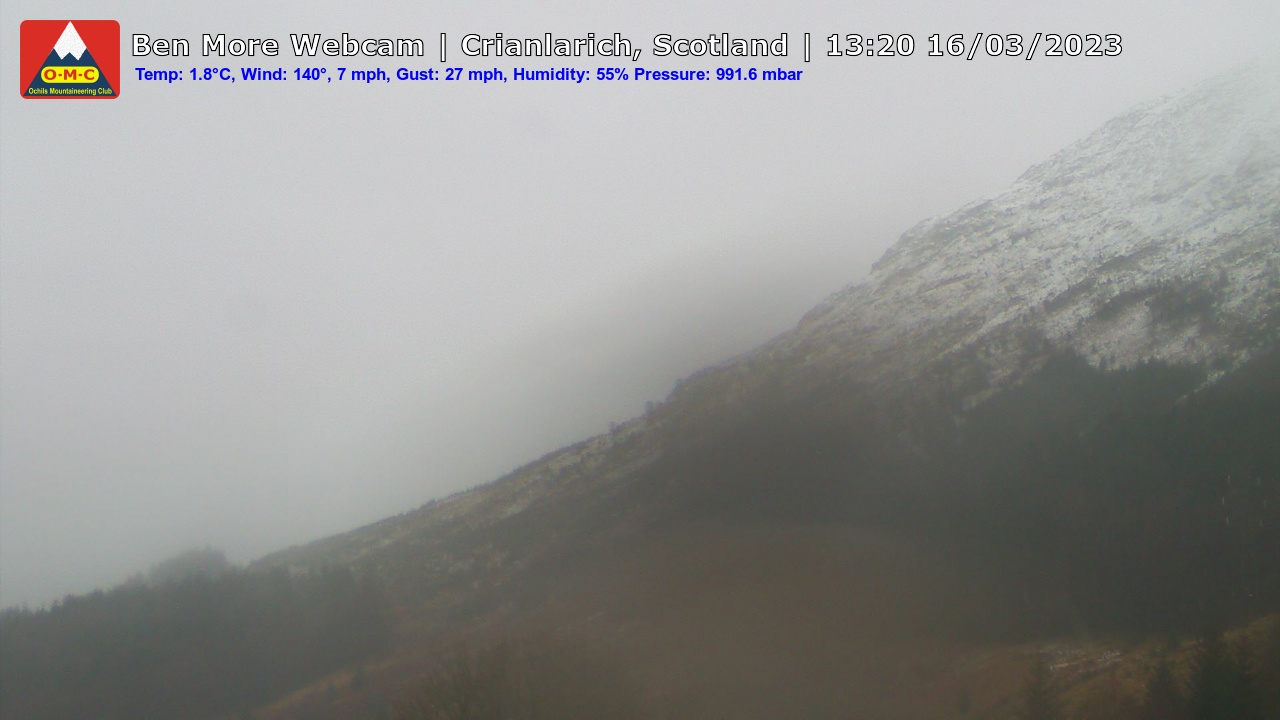 Ben More Webcam | Crianlarich, Scotland | 13:20 16/03/2023
Temp: 1.8°C, Wind: 140°, 7 mph, Gust: 27 mph, Humidity: 55% Pressure: 991.6 mbar
O-M-C
Ochils Mountaineering Club